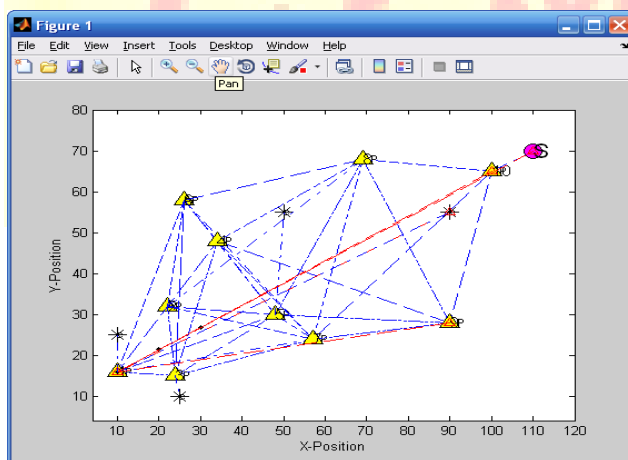 Figure 1
File Edit View Insert Tools Desktop Window Help
Pan
80
70
60
50
40
30
20
10
Y-Position
S
10 20 30 40 50 60 70 80 90 100 110 120
X-Position